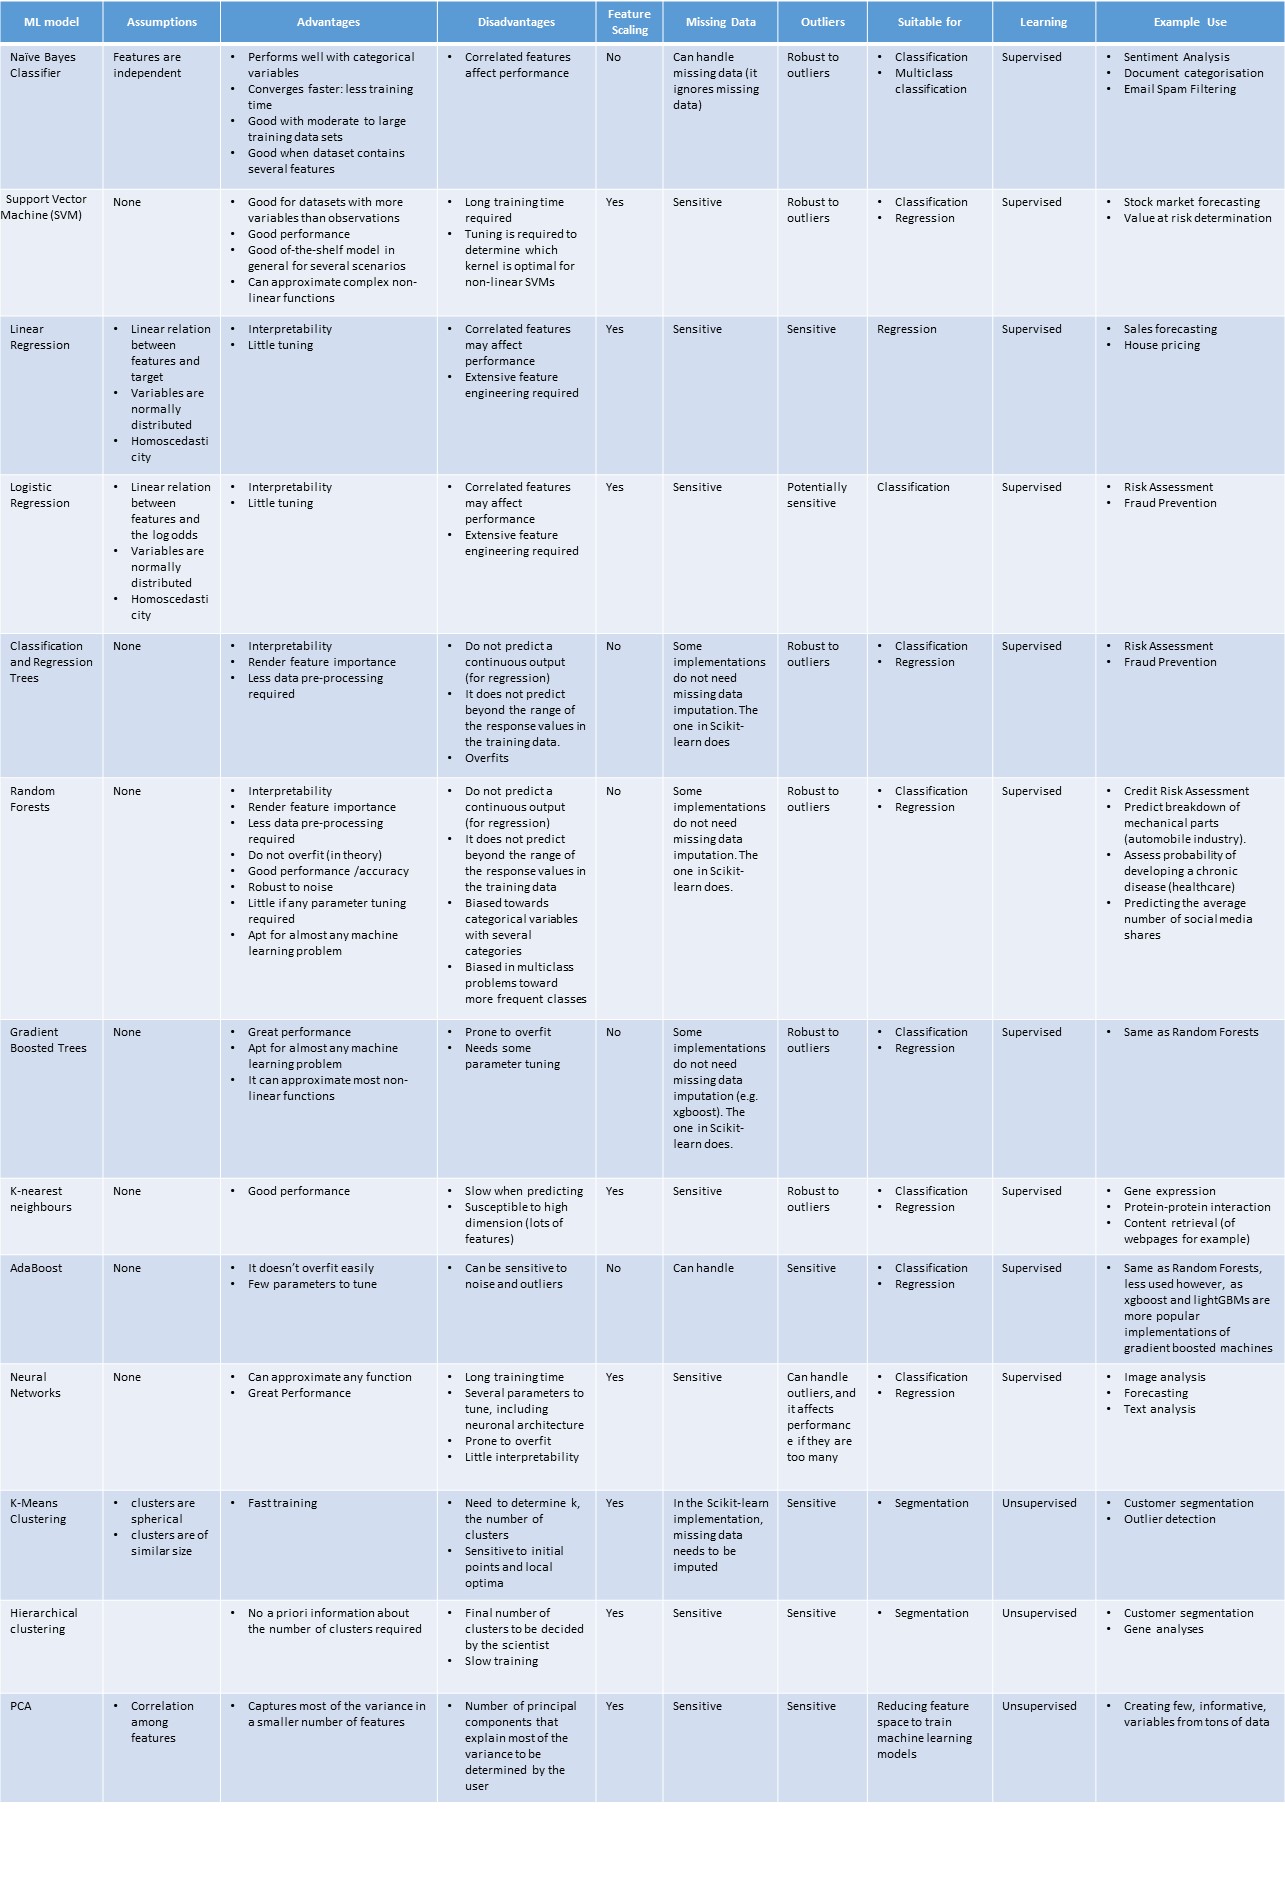 ML model
Assumptions
Advantages
Disadvantages
Feature
Scaling
Missing Data
Outliers
Suitable for
Learning
Example Use
Naïve Bayes
Classifier
Features are
independent
• Performs well with categorical
variables
• Converges faster: less training
time
• Good with moderate to large
training data sets
• Good when dataset contains
several features
• Correlated features
affect performance
No
Can handle
missing data (it
ignores missing
data)
Robust to
outliers
• Classification
• Multiclass
classification
Supervised
• Sentiment Analysis
• Document categorisation
• Email Spam Filtering
Support Vector
Machine (SVM)
None
• Good for datasets with more
variables than observations
• Good performance
• Good of-the-shelf model in
general for several scenarios
• Can approximate complex non-
linear functions
• Long training time
required
• Tuning is required to
determine which
kernel is optimal for
non-linear SVMs
Yes
Sensitive
Robust to
outliers
• Classification
• Regression
Supervised
• Stock market forecasting
• Value at risk determination
Linear
Regression
• Linear relation
between
features and
target
• Variables are
normally
distributed
• Homoscedasti
city
• Interpretability
• Little tuning
• Correlated features
may affect
performance
• Extensive feature
engineering required
Yes
Sensitive
Sensitive
Regression
Supervised
• Sales forecasting
• House pricing
Logistic
Regression
• Linear relation
between
features and
the log odds
• Variables are
normally
distributed
• Homoscedasti
city
• Interpretability
• Little tuning
• Correlated features
may affect
performance
• Extensive feature
engineering required
Yes
Sensitive
Potentially
sensitive
Classification
Supervised
• Risk Assessment
• Fraud Prevention
Classification
and Regression
Trees
None
• Interpretability
• Render feature importance
• Less data pre-processing
required
• Do not predict a
continuous output
(for regression)
• It does not predict
beyond the range of
the response values in
the training data.
• Overfits
No
Some
implementations
do not need
missing data
imputation. The
one in Scikit-
learn does
Robust to
outliers
• Classification
• Regression
Supervised
• Risk Assessment
• Fraud Prevention
Random
Forests
None
• Interpretability
• Render feature importance
• Less data pre-processing
required
• Do not overfit (in theory)
• Good performance /accuracy
• Robust to noise
• Little if any parameter tuning
required
• Apt for almost any machine
learning problem
• Do not predict a
continuous output
(for regression)
• It does not predict
beyond the range of
the response values in
the training data
• Biased towards
categorical variables
with several
categories
• Biased in multiclass
problems toward
more frequent classes
No
Some
implementations
do not need
missing data
imputation. The
one in Scikit-
learn does.
Robust to
outliers
• Classification
• Regression
Supervised
• Credit Risk Assessment
• Predict breakdown of
mechanical parts
(automobile industry).
• Assess probability of
developing a chronic
disease (healthcare)
• Predicting the average
number of social media
shares
Gradient
Boosted Trees
None
• Great performance
• Apt for almost any machine
learning problem
• It can approximate most non-
linear functions
• Prone to overfit
• Needs some
parameter tuning
No
Some
implementations
do not need
missing data
imputation (e.g.
xgboost). The
one in Scikit-
learn does.
Robust to
outliers
• Classification
• Regression
Supervised
• Same as Random Forests
K-nearest
neighbours
None
• Good performance
• Slow when predicting
• Susceptible to high
dimension (lots of
features)
Yes
Sensitive
Robust to
outliers
• Classification
• Regression
Supervised
• Gene expression
• Protein-protein interaction
• Content retrieval (of
webpages for example)
AdaBoost
None
• It doesn’t overfit easily
• Few parameters to tune
• Can be sensitive to
noise and outliers
No
Can handle
Sensitive
• Classification
• Regression
Supervised
• Same as Random Forests,
less used however, as
xgboost and lightGBMs are
more popular
implementations of
gradient boosted machines
Neural
Networks
None
• Can approximate any function
• Great Performance
• Long training time
• Several parameters to
tune, including
neuronal architecture
• Prone to overfit
• Little interpretability
Yes
Sensitive
Can handle
outliers, and
it affects
performanc
e if they are
too many
• Classification
• Regression
Supervised
• Image analysis
• Forecasting
• Text analysis
K-Means
Clustering
• clusters are
spherical
• clusters are of
similar size
• Fast training
• Need to determine k,
the number of
clusters
• Sensitive to initial
points and local
optima
Yes
In the Scikit-learn
implementation,
missing data
needs to be
imputed
Sensitive
• Segmentation
Unsupervised
• Customer segmentation
• Outlier detection
Hierarchical
clustering
• No a priori information about
the number of clusters required
• Final number of
clusters to be decided
by the scientist
• Slow training
Yes
Sensitive
Sensitive
• Segmentation
Unsupervised
• Customer segmentation
• Gene analyses
PCA
• Correlation
among
features
• Captures most of the variance in
a smaller number of features
• Number of principal
components that
explain most of the
variance to be
determined by the
user
Yes
Sensitive
Sensitive
Reducing feature
space to train
machine learning
models
Unsupervised
• Creating few, informative,
variables from tons of data